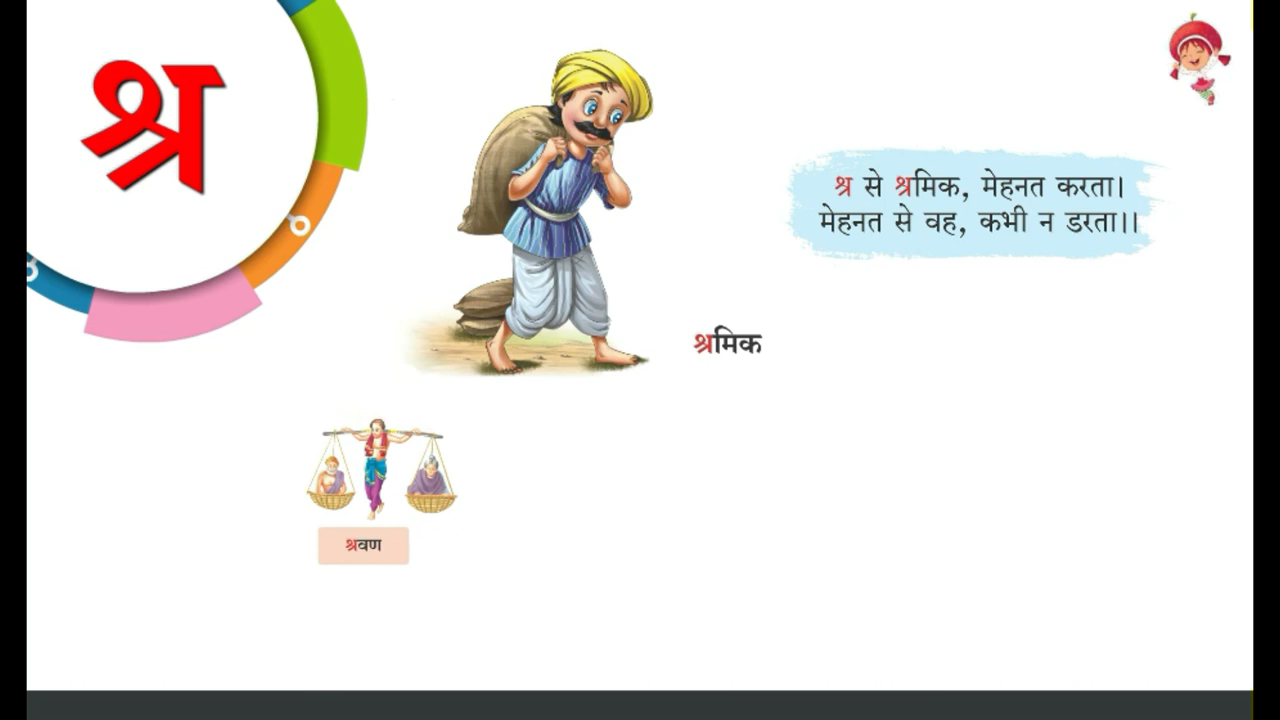 श्र
श्र से श्रमिक, मेहनत करता।
मेहनत से वह, कभी न डरता।।
श्रमिक
श्रवण